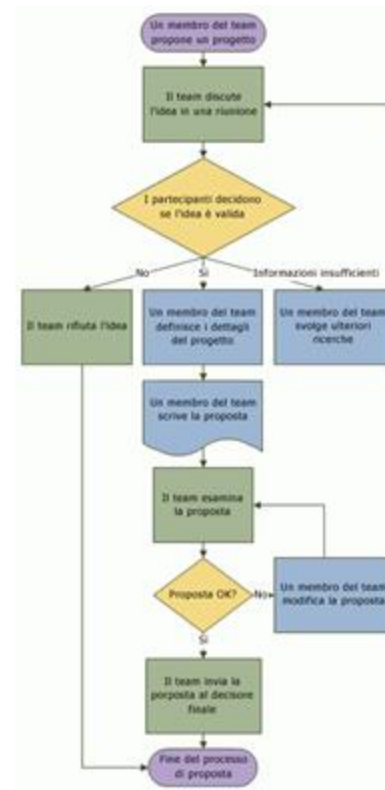 Un membro del team
propone un progetto
Il team discute
l'idea in una riunione
I partecipanti decidono
se l'idea è valida
No
Sì
Informazioni insufficienti
Il team rifiuta l'idea
Un membro del team
definisce i dettagli
del progetto
Un membro del team
svolge ulteriori
ricerche
Un membro del team
scrive la proposta
Il team esamina
la proposta
Proposta OK?
No
Un membro del team
modifica la proposta
Sì
Il team invia la
porposta al decisore
finale
Fine del processo
di proposta